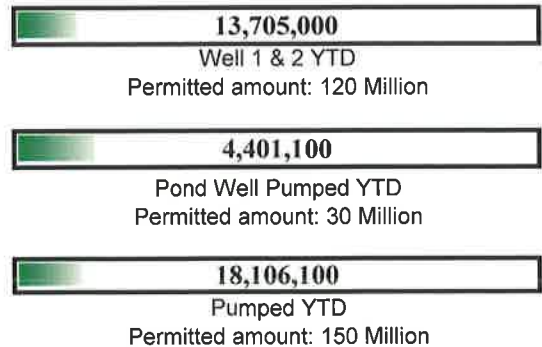 13,705,000
Well 1 & 2 YTD
Permitted amount: 120 Million
4,401,100
Pond Well Pumped YTD
Permitted amount: 30 Million
18,106,100
Pumped YTD
Permitted amount: 150 Million